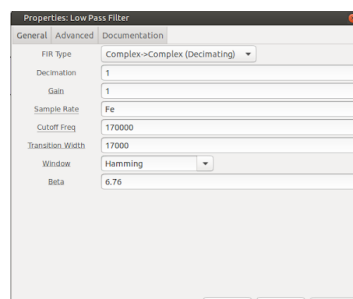 Properties: Low Pass Filter
General Advanced Documentation
FIR Type Complex->Complex (Decimating)
Decimation 1
Gain 1
Sample Rate Fe
Cutoff Freq 170000
Transition Width 17000
Window Hamming
Beta 6.76